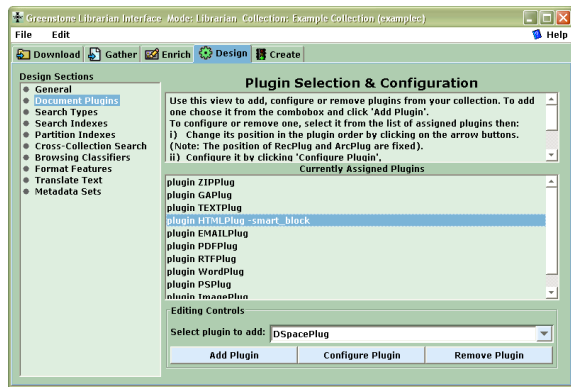 Greenstone Librarian Interface  Mode: Librarian  Collection: Example Collection (examplec)
File Edit Help
Download Gather Enrich Design Create
Design Sections
General
Document Plugins
Search Types
Search Indexes
Partition Indexes
Cross-Collection Search
Browsing Classifiers
Format Features
Translate Text
Metadata Sets
Plugin Selection & Configuration
Use this view to add, configure or remove plugins from your collection. To add
one choose it from the combobox and click 'Add Plugin'.
To configure or remove one, select it from the list of assigned plugins then:
i) Change its position in the plugin order by clicking on the arrow buttons.
(Note: The position of RecPlug and ArcPlug are fixed).
ii) Configure it by clicking 'Configure Plugin',
Currently Assigned Plugins
plugin ZIPPlug
plugin GAPlug
plugin TEXTPlug
plugin HTMLPlug -smart_block
plugin EMAILPlug
plugin PDFPlug
plugin RTFPlug
plugin WordPlug
plugin PSPlug
plugin ImagePlug
Editing Controls
Select plugin to add: DSpacePlug
Add Plugin Configure Plugin Remove Plugin